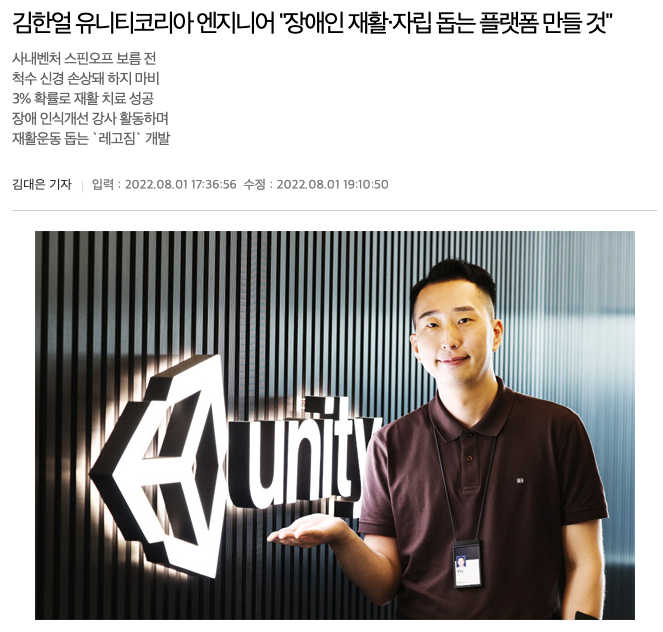 김한얼 유니티코리아 엔지니어 "장애인 재활·자립 돕는 플랫폼 만들 것"
사내벤처 스핀오프 보름 전
척수 신경 손상돼 하지 마비
3% 확률로 재활 치료 성공
장애 인식개선 강사 활동하며
재활운동 돕는 `레고짐` 개발
김대은 기자 입력 : 2022.08.01 17:36:56 수정 : 2022.08.01 19:10:50
unity